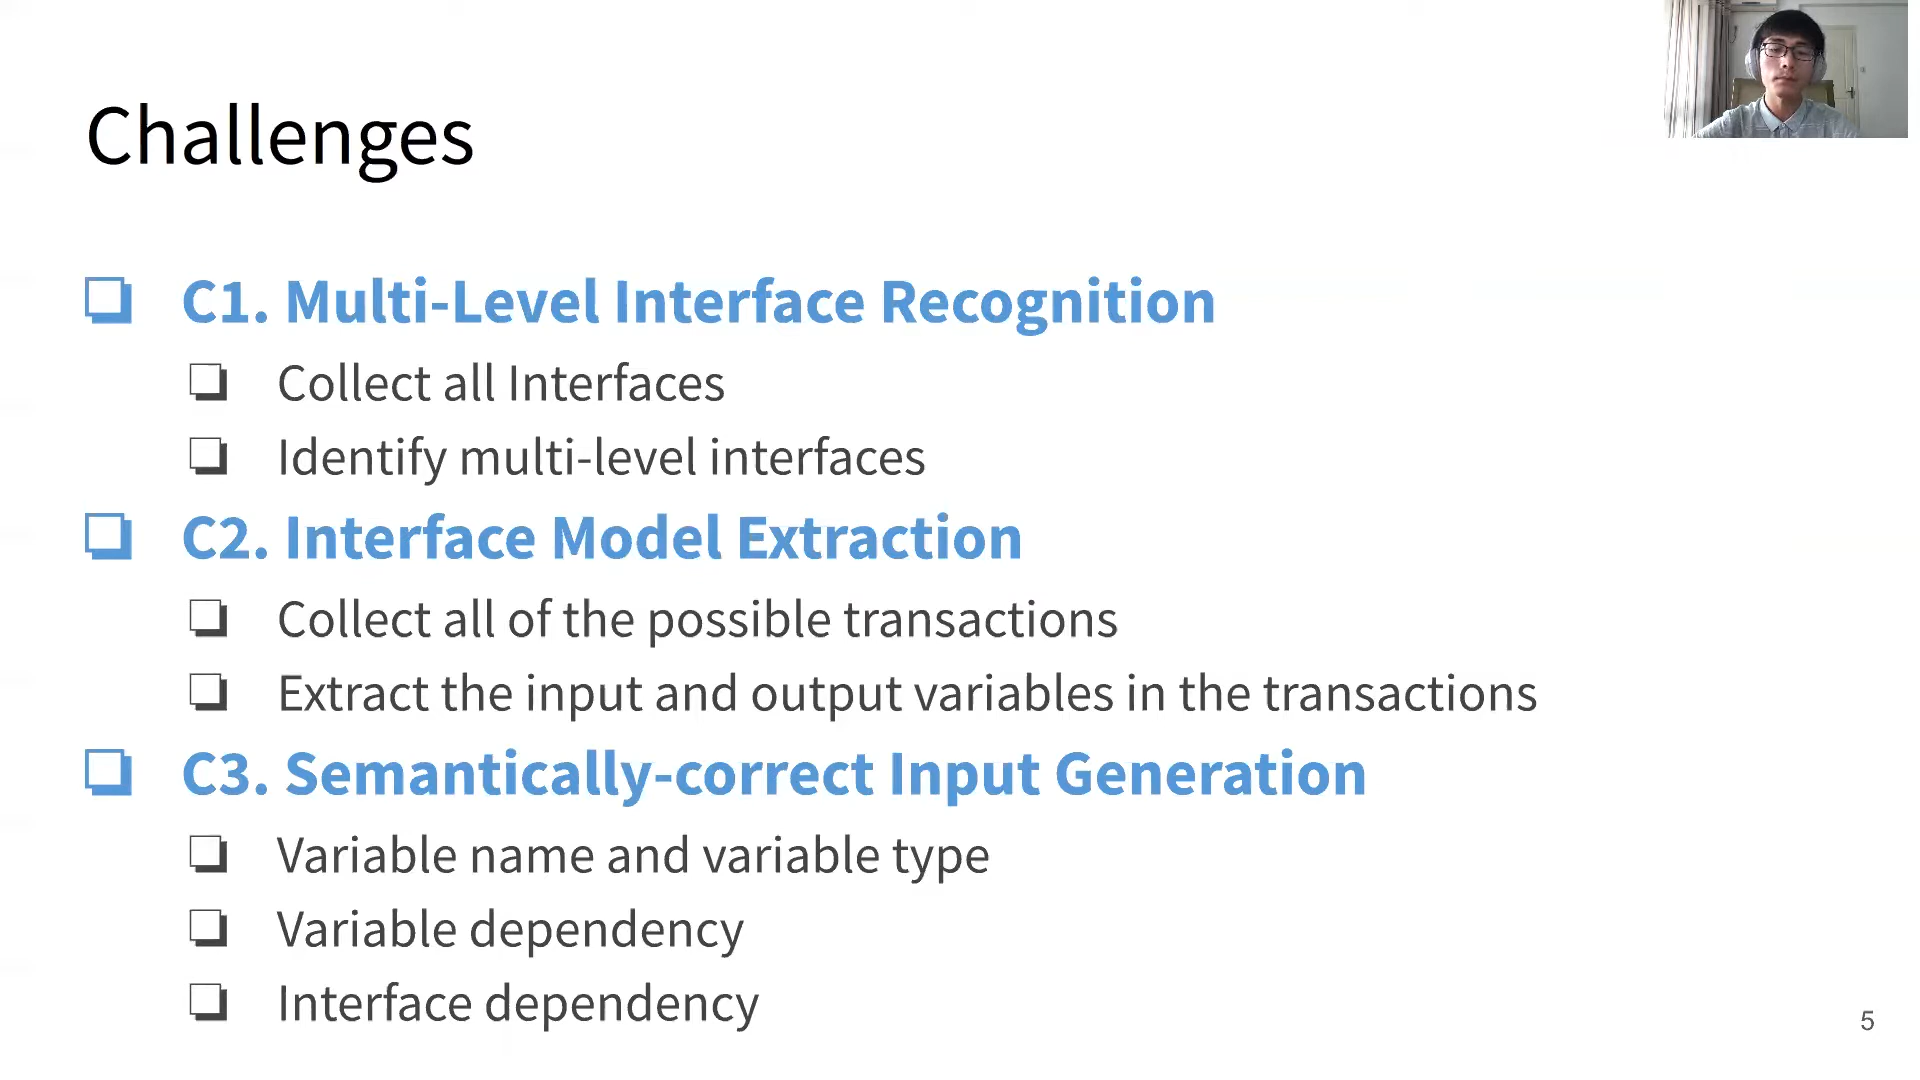 Challenges
C1. Multi-Level Interface Recognition
Collect all Interfaces
Identify multi-level interfaces
C2. Interface Model Extraction
Collect all of the possible transactions
Extract the input and output variables in the transactions
C3. Semantically-correct Input Generation
Variable name and variable type
Variable dependency
Interface dependency
5